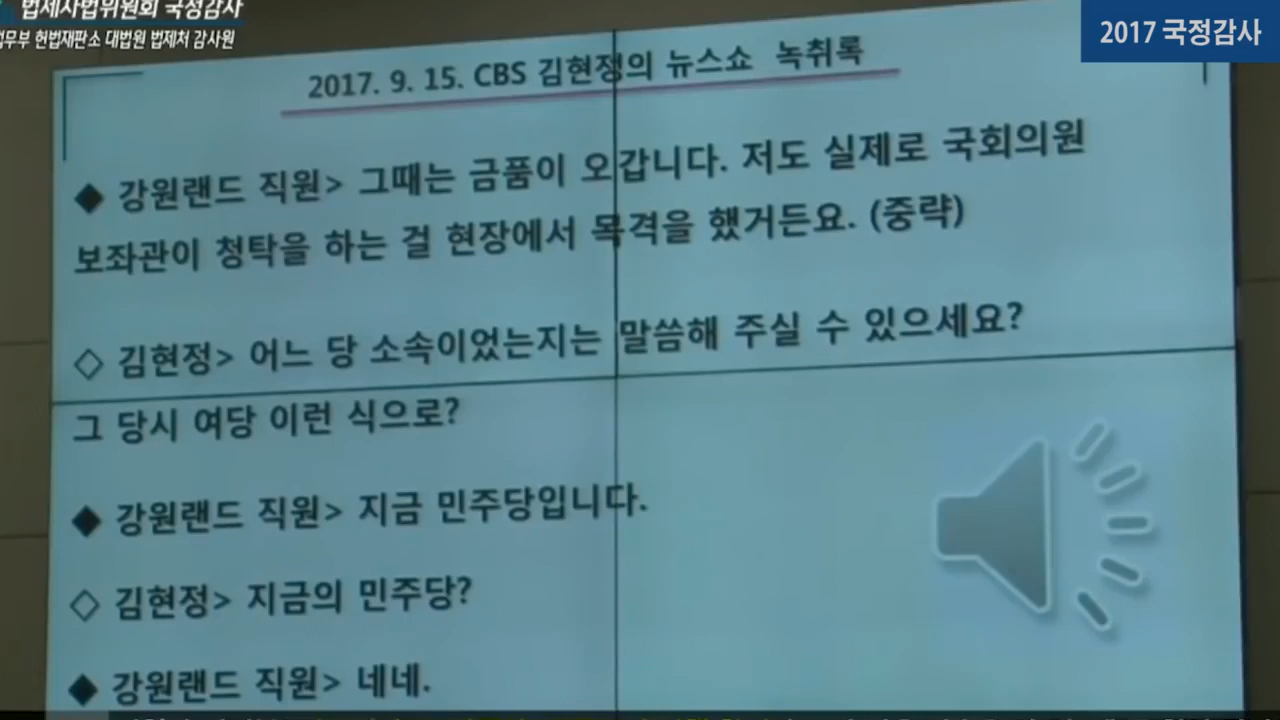 법제사법위원회 국정감사
법무부 헌법재판소 대법원 법제처 감사원
2017 국정감사
2017. 9. 15. CBS 김현정의 뉴스쇼 녹취록
◆ 강원랜드 직원> 그때는 금품이 오갑니다. 저도 실제로 국회의원
보좌관이 청탁을 하는 걸 현장에서 목격을 했거든요. (중략)
◇ 김현정> 어느 당 소속이었는지는 말씀해 주실 수 있으세요?
그 당시 여당 이런 식으로?
◆ 강원랜드 직원> 지금 민주당입니다.
◇ 김현정> 지금의 민주당?
◆ 강원랜드 직원> 네네.